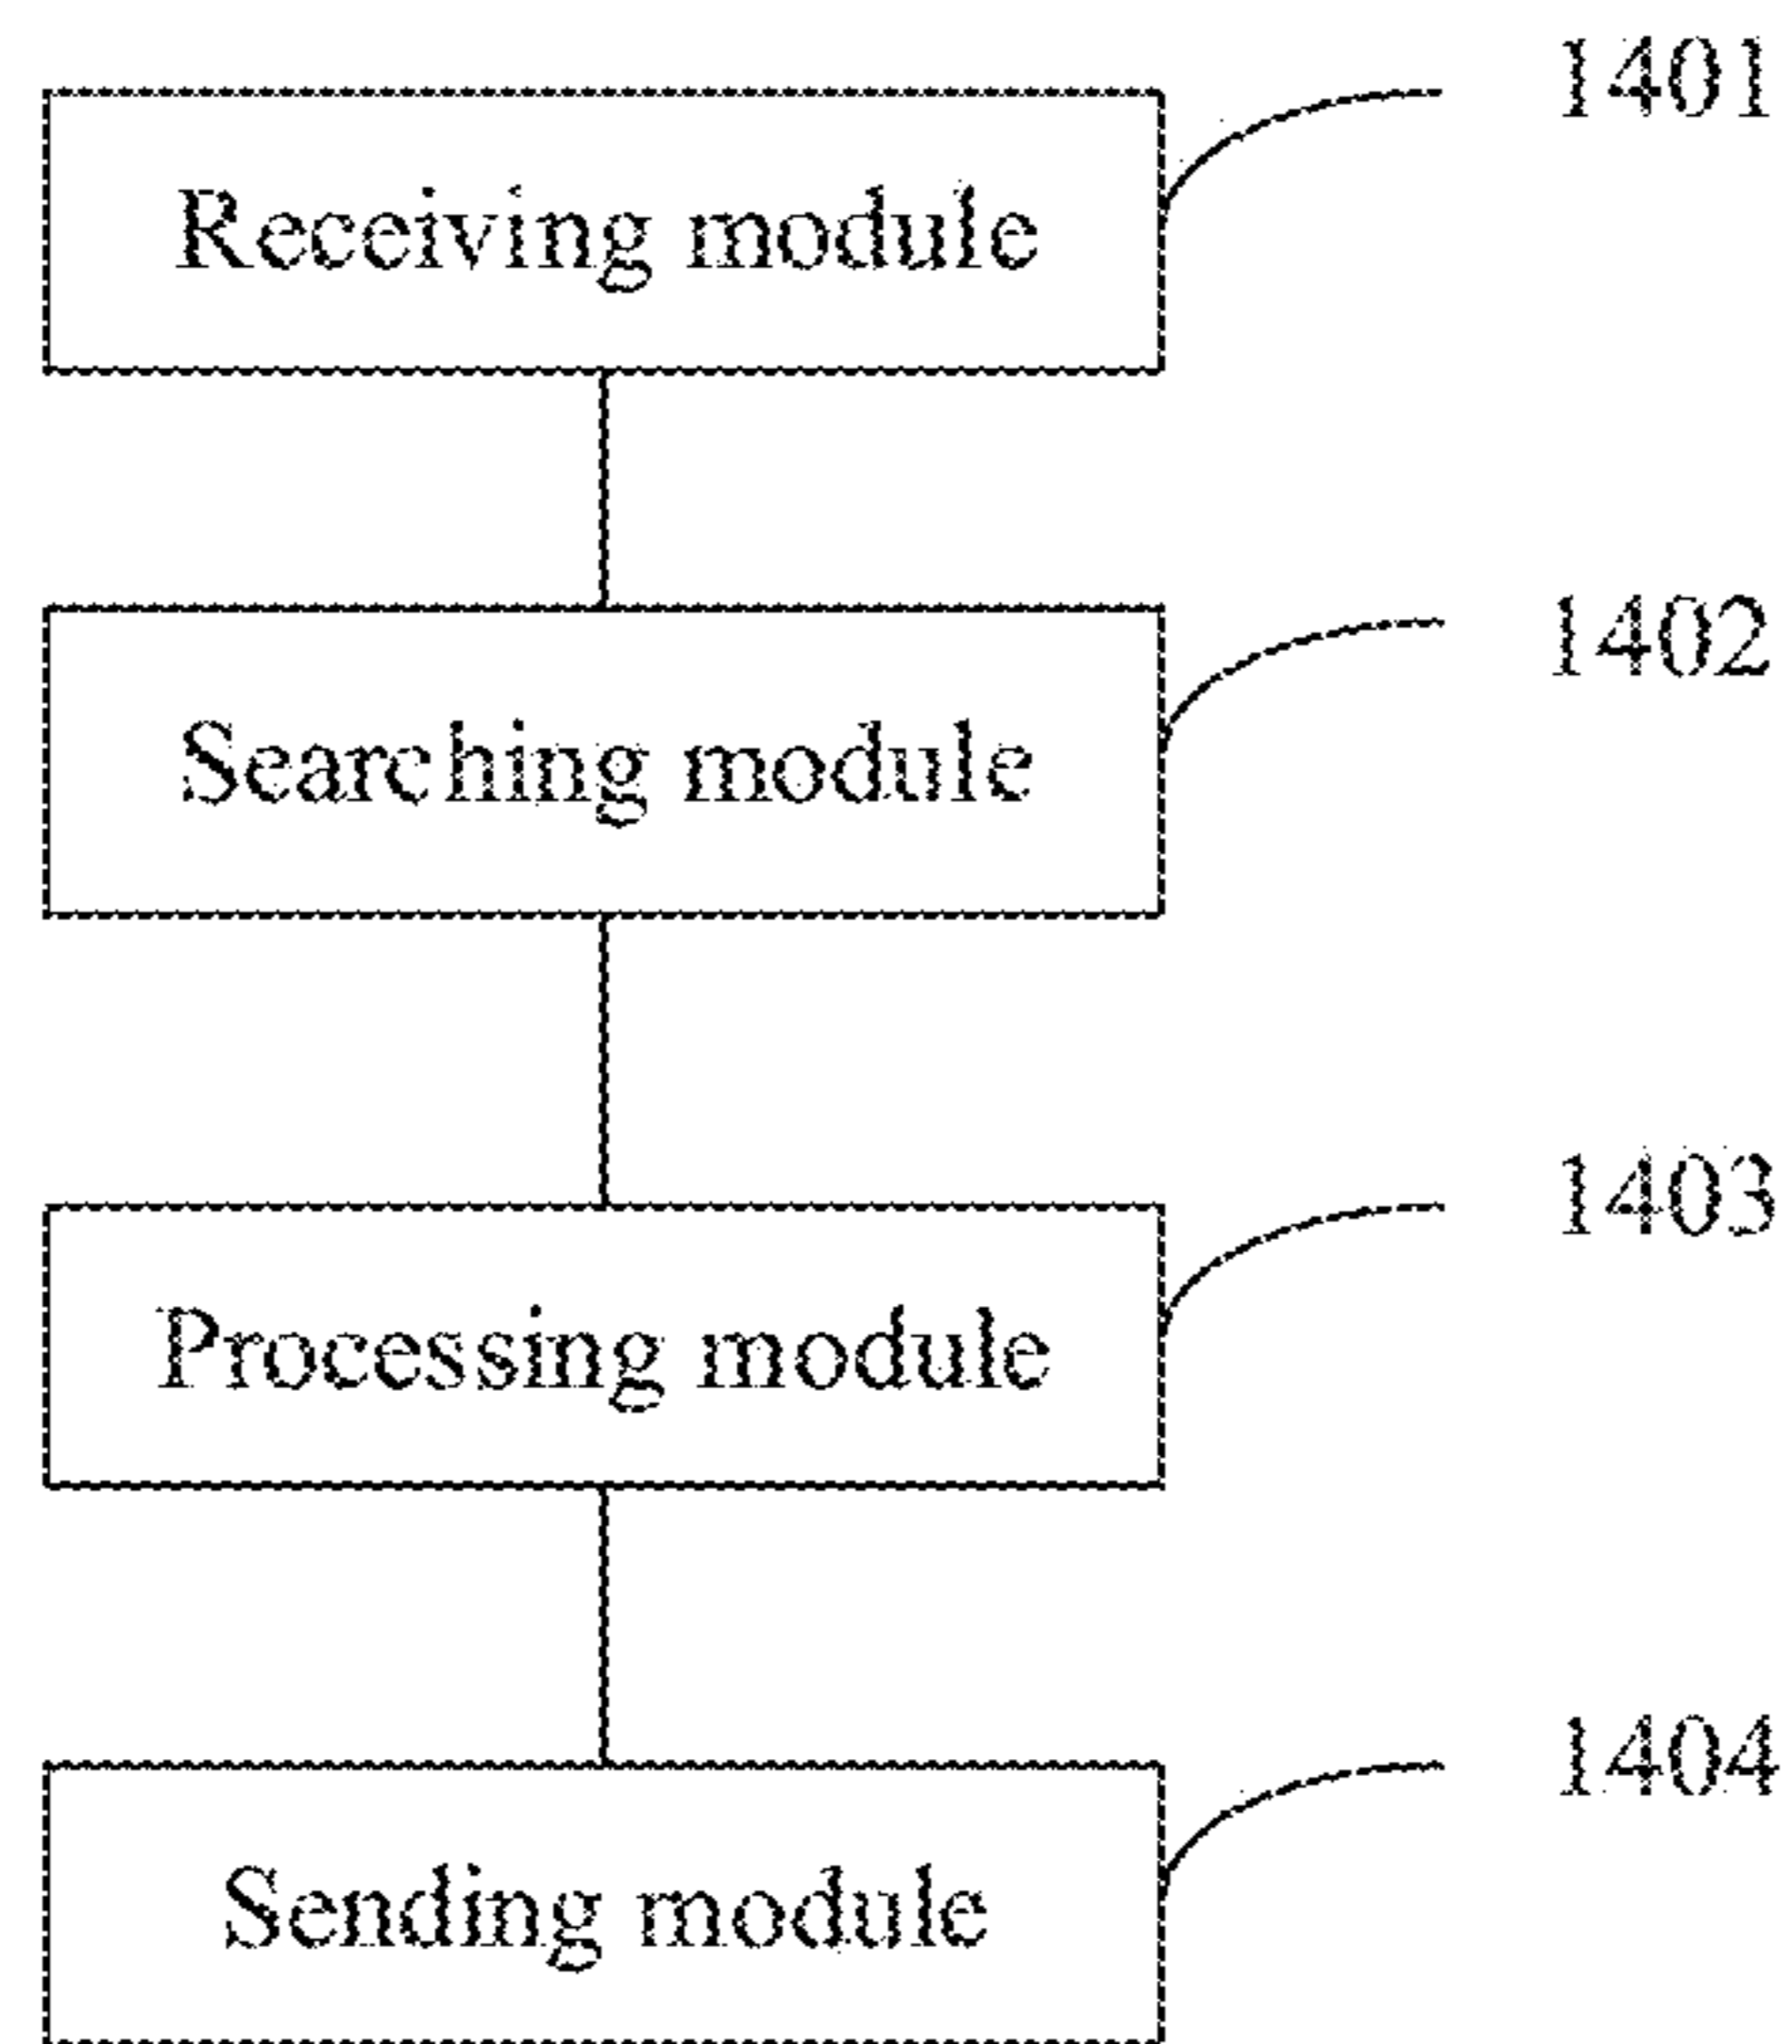 1401
Receiving module
1402
Searching module
1403
Processing module
1404
Sending module